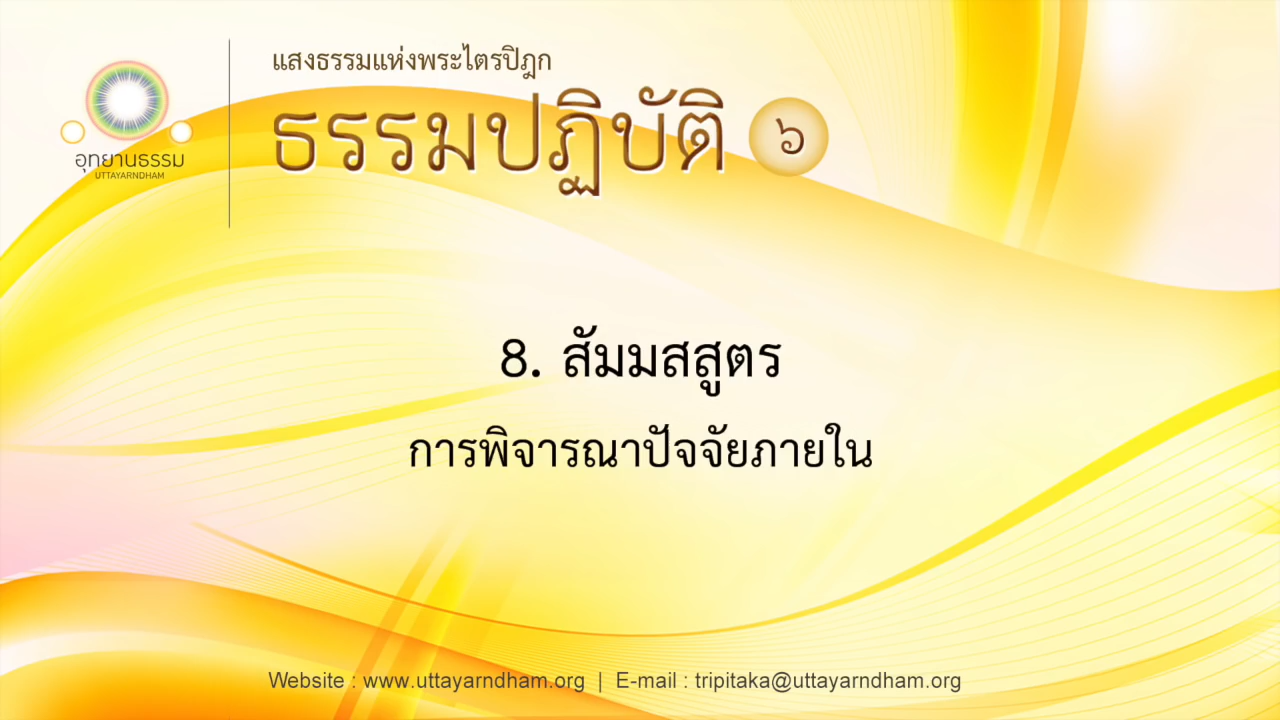 แสงธรรมแห่งพระไตรปิฎก
ธรรมปฏิบัติ ๖
อุทยานธรรม
UTTAYARNDHAM
8. สัมมสสูตร
การพิจารณาปัจจัยภายใน
Website : www.uttayarndham.org | E-mail : tripitaka@uttayarndham.org